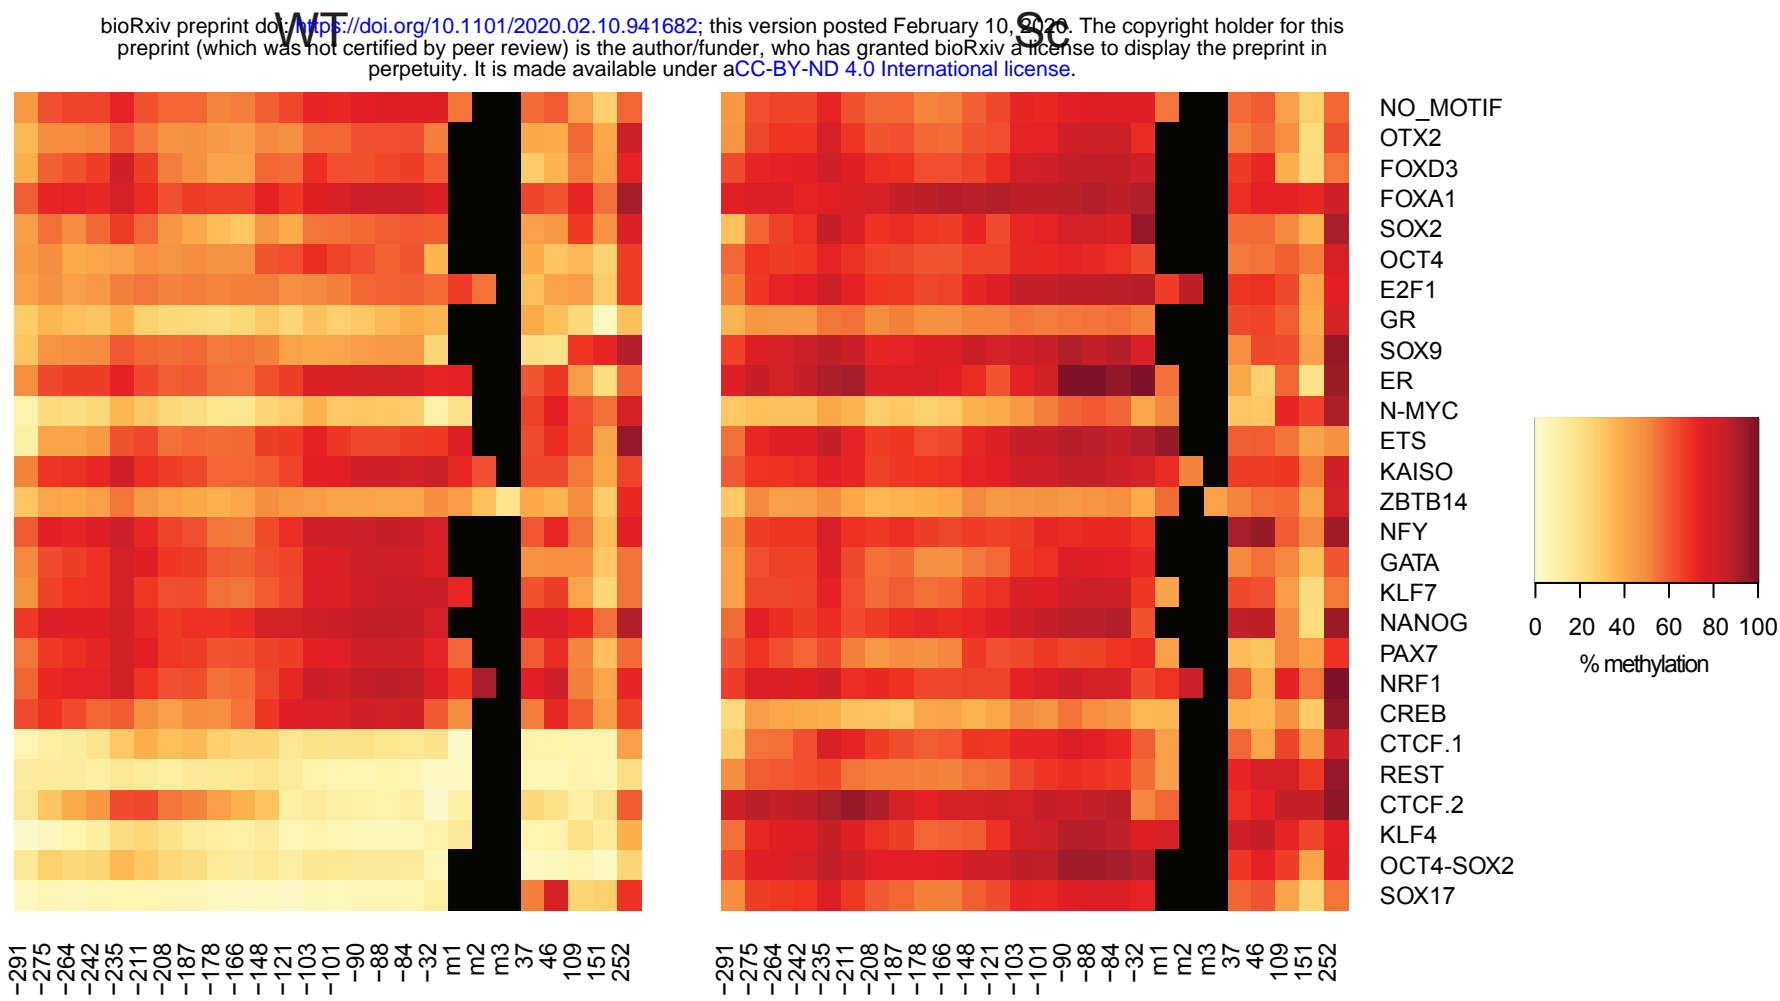 bioRxiv preprint doi: https://doi.org/10.1101/2020.02.10.941682; this version posted February 10, 2020. The copyright holder for this
preprint (which was not certified by peer review) is the author/funder, who has granted bioRxiv a license to display the preprint in
perpetuity. It is made available under aCC-BY-ND 4.0 International license.
WT
Sc
NO_MOTIF
OTX2
FOXD3
FOXA1
SOX2
OCT4
E2F1
GR
SOX9
ER
N-MYC
ETS
KAISO
ZBTB14
NFY
GATA
KLF7
NANOG
PAX7
NRF1
CREB
CTCF.1
REST
CTCF.2
KLF4
OCT4-SOX2
SOX17
0 20 40 60 80 100
% methylation
−291 −275 −264 −242 −235 −211 −208 −187 −178 −166 −148 −121 −103 −101 −90 −88 −84 −32 m1 m2 m3 37 46 109 151 252
−291 −275 −264 −242 −235 −211 −208 −187 −178 −166 −148 −121 −103 −101 −90 −88 −84 −32 m1 m2 m3 37 46 109 151 252